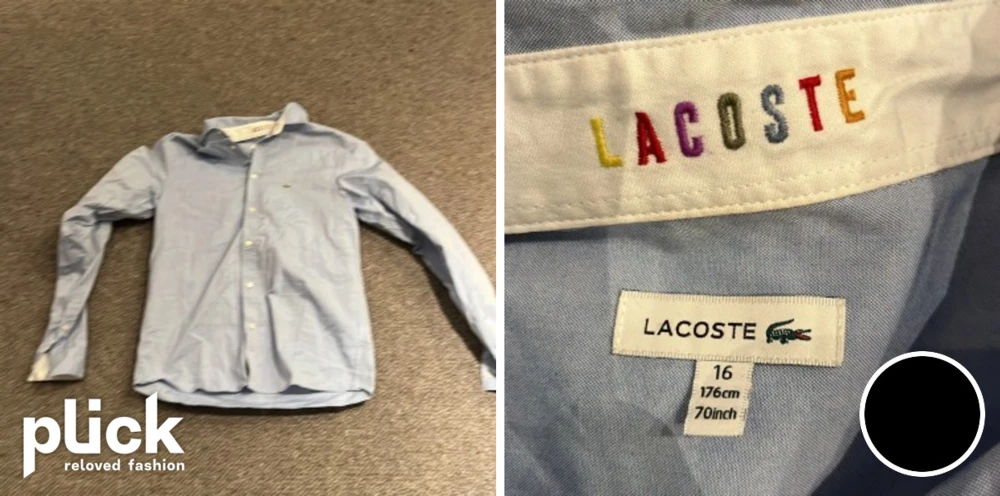 plick
reloved fashion
LACOSTE
LACOSTE
16
176cm
70inch